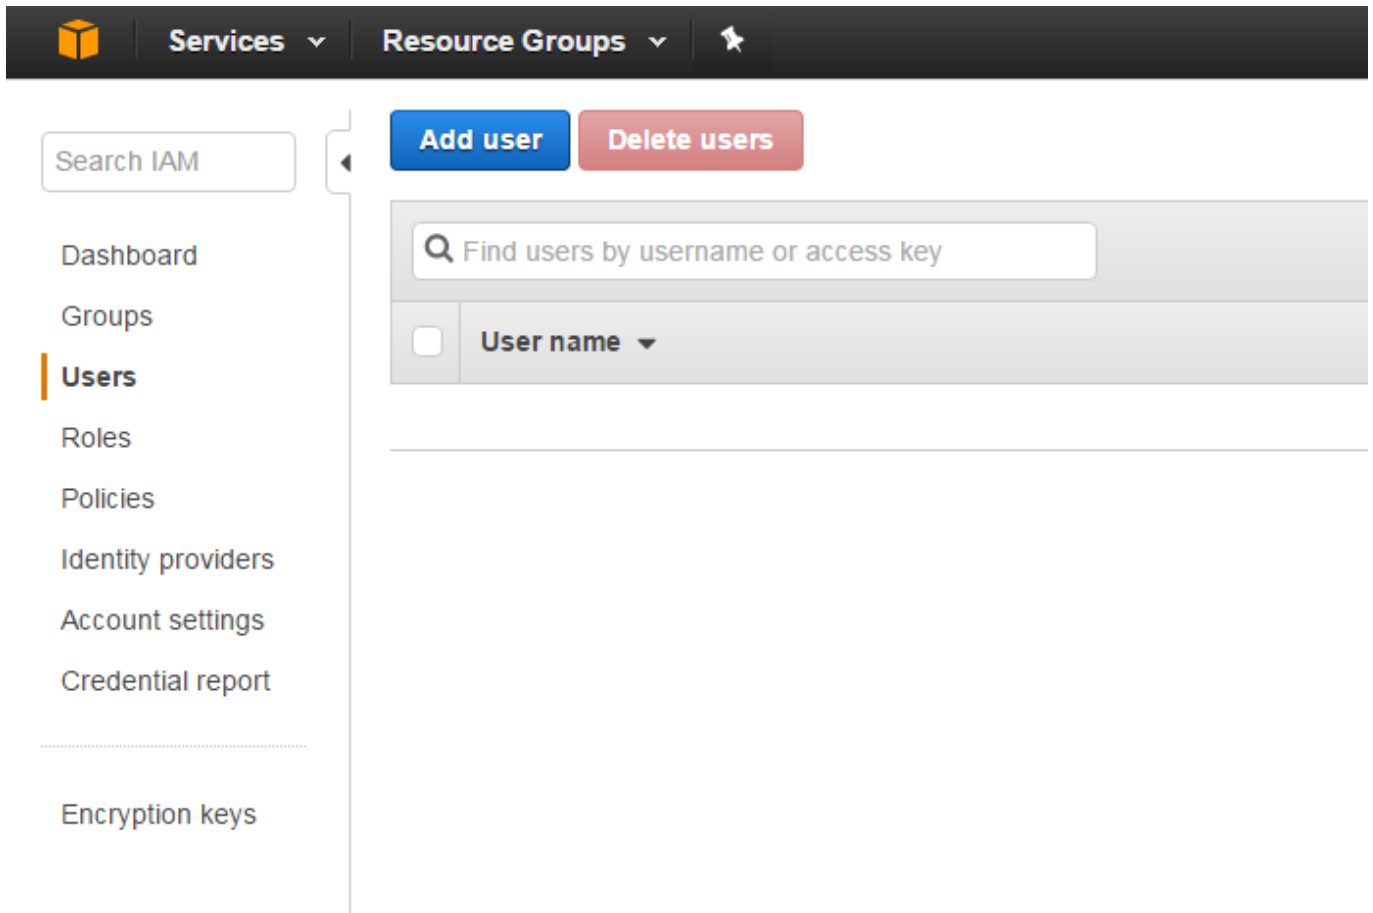 Services
Resource Groups
Search IAM
Dashboard
Groups
Users
Roles
Policies
Identity providers
Account settings
Credential report
Encryption keys
Add user
Delete users
Find users by username or access key
User name